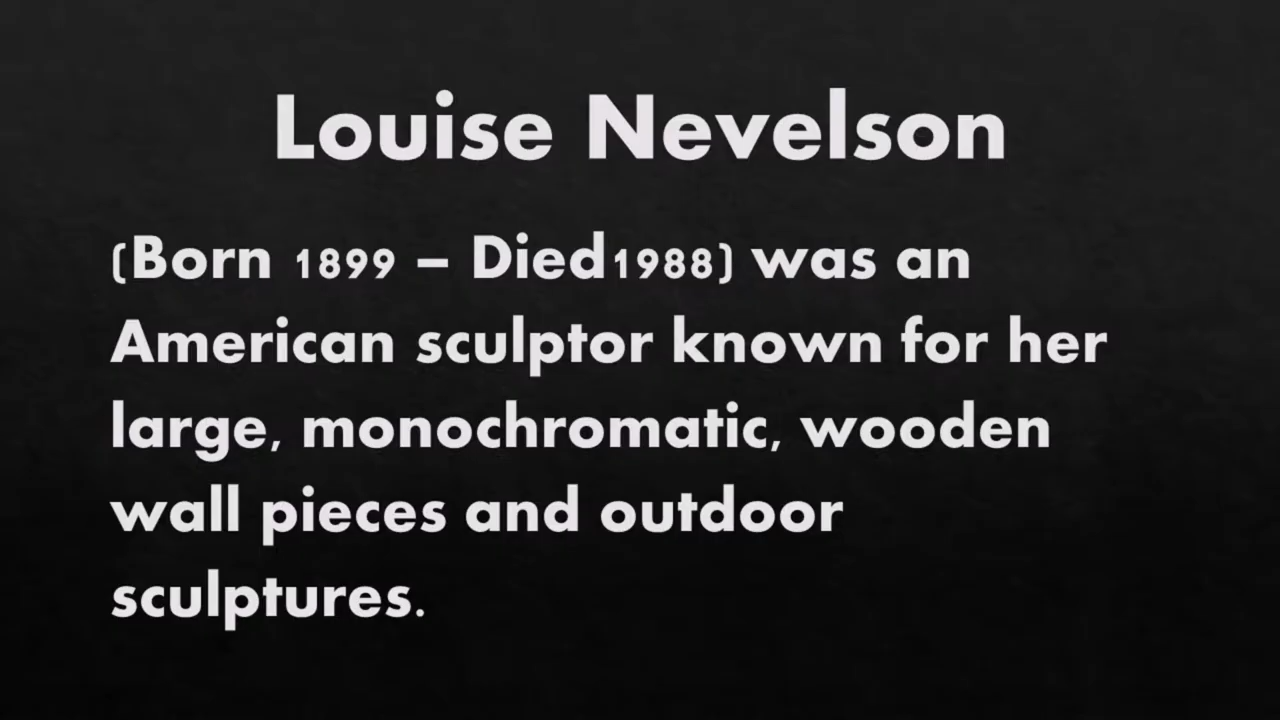 Louise Nevelson
(Born 1899 – Died1988) was an
American sculptor known for her
large, monochromatic, wooden
wall pieces and outdoor
sculptures.